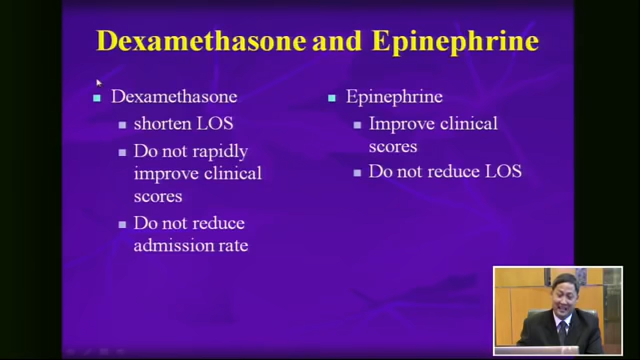 Dexamethasone and Epinephrine
Dexamethasone
shorten LOS
Do not rapidly
improve clinical
scores
Do not reduce
admission rate
Epinephrine
Improve clinical
scores
Do not reduce LOS